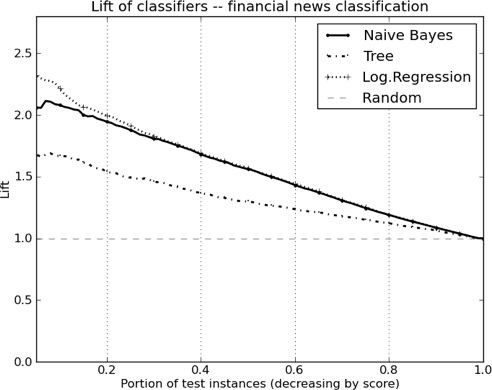 Lift of classifiers -- financial news classification
Naive Bayes
Tree
Log.Regression
Random
Lift
2.5
2.0
1.5
1.0
0.5
0.0
0.2
0.4
0.6
0.8
1.0
Portion of test instances (decreasing by score)